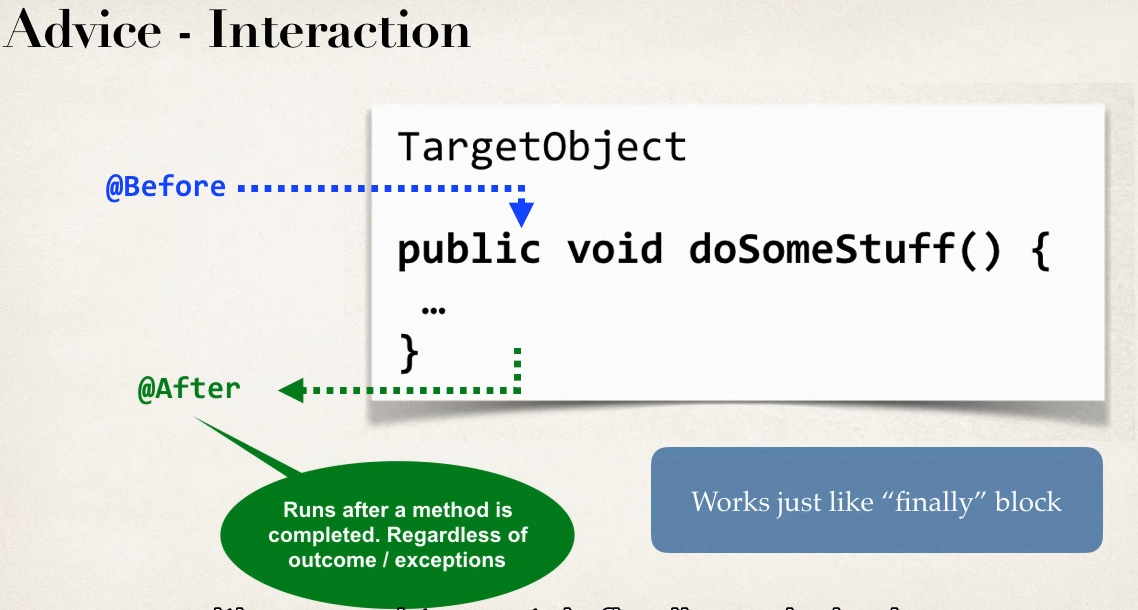 Advice - Interaction
TargetObject
@Before
public void doSomeStuff() {
…
}
@After
Runs after a method is
completed. Regardless of
outcome / exceptions
Works just like “finally” block